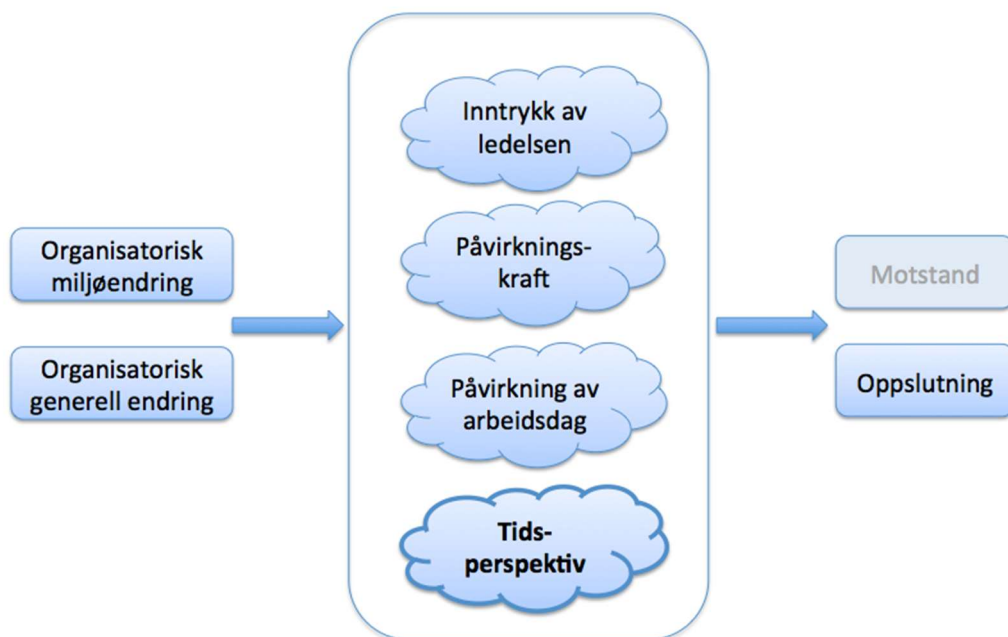 Organisatorisk
miljøendring
Organisatorisk
generell endring
Inntrykk av
ledelsen
Påvirknings-
kraft
Påvirkning av
arbeidsdag
Tids-
perspektiv
Motstand
Oppslutning